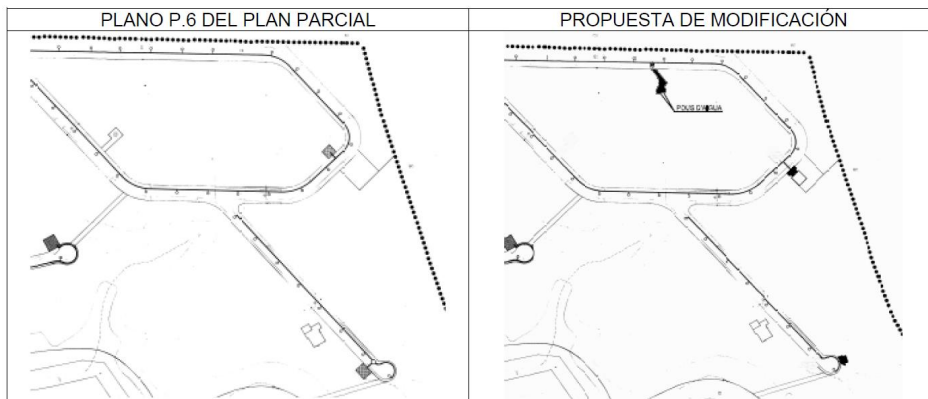 PLANO P.6 DEL PLAN PARCIAL
PROPUESTA DE MODIFICACIÓN
POUS D'AIGUA